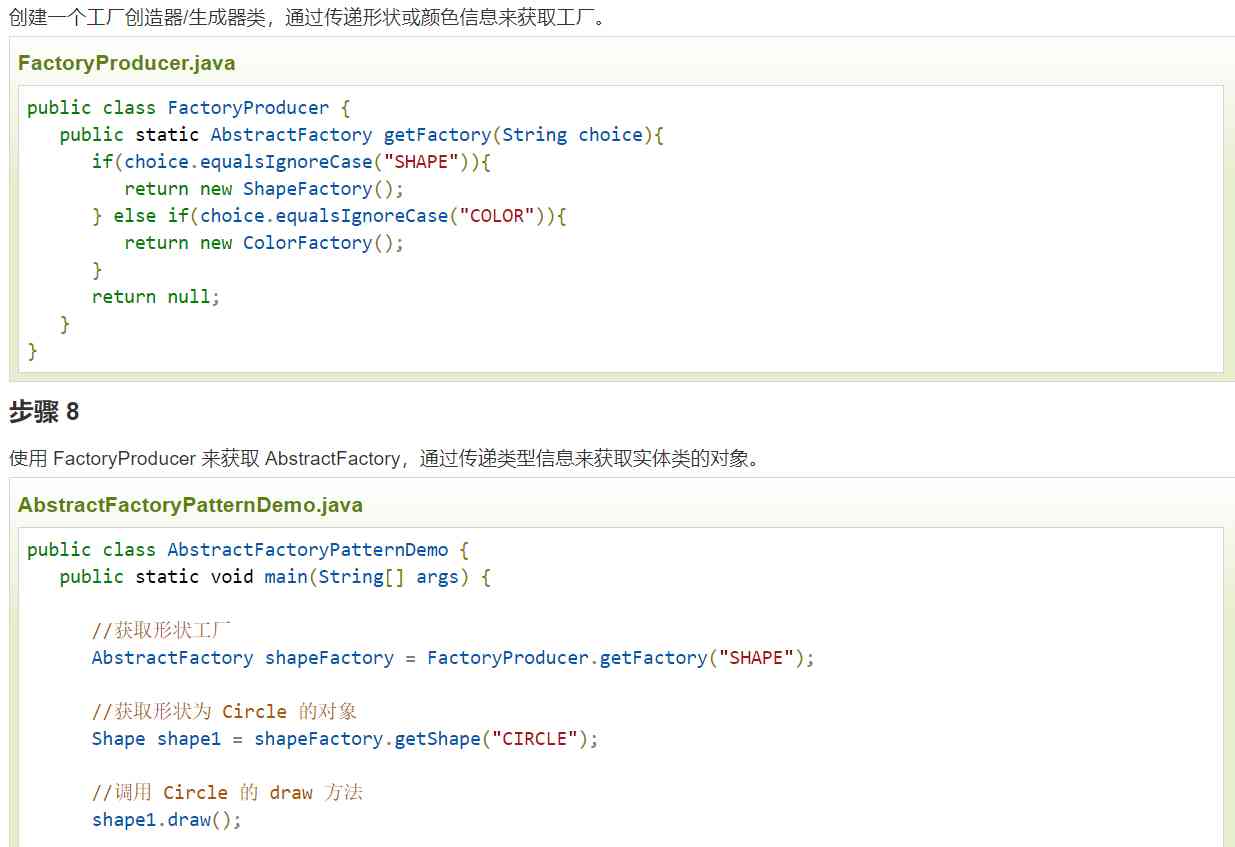 创建一个工厂创造器/生成器类，通过传递形状或颜色信息来获取工厂。
FactoryProducer.java
public class FactoryProducer {
   public static AbstractFactory getFactory(String choice){
      if(choice.equalsIgnoreCase("SHAPE")){
         return new ShapeFactory();
      } else if(choice.equalsIgnoreCase("COLOR")){
         return new ColorFactory();
      }
      return null;
   }
}
步骤 8
使用 FactoryProducer 来获取 AbstractFactory，通过传递类型信息来获取实体类的对象。
AbstractFactoryPatternDemo.java
public class AbstractFactoryPatternDemo {
   public static void main(String[] args) {
      //获取形状工厂
      AbstractFactory shapeFactory = FactoryProducer.getFactory("SHAPE");
      //获取形状为 Circle 的对象
      Shape shape1 = shapeFactory.getShape("CIRCLE");
      //调用 Circle 的 draw 方法
      shape1.draw();